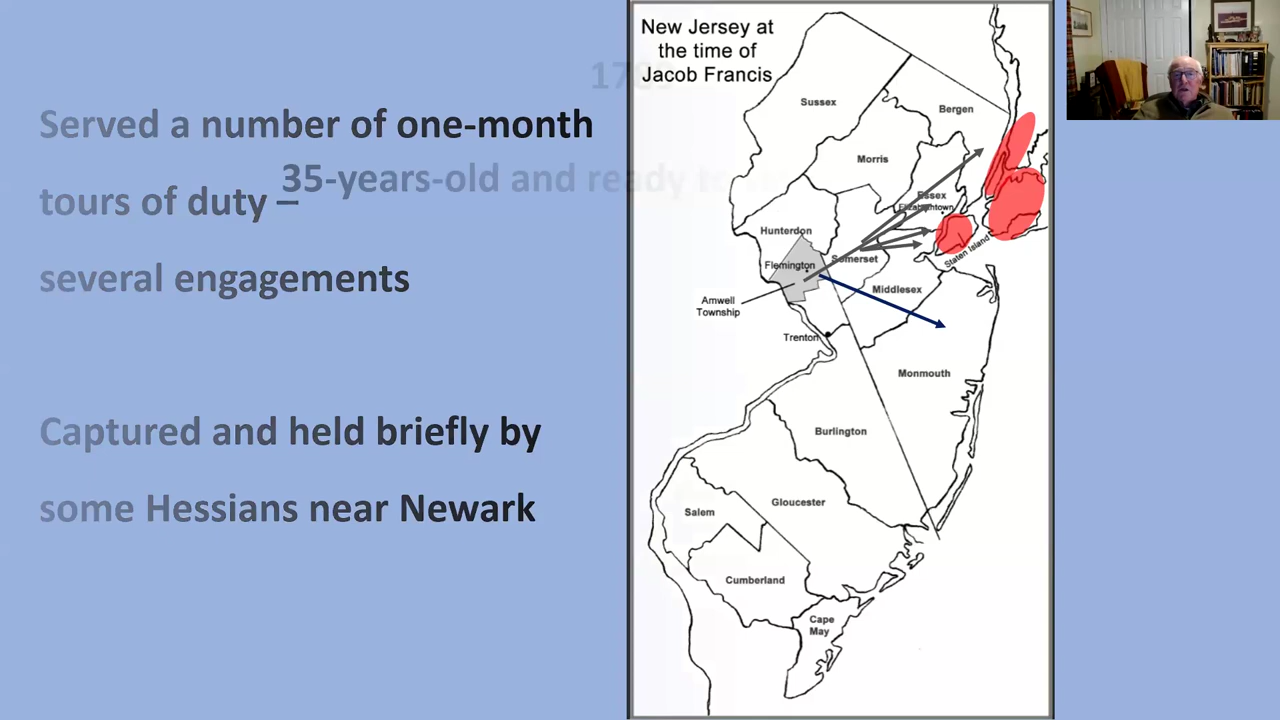 Served a number of one-month
tours of duty –
several engagements
Captured and held briefly by
some Hessians near Newark
35-years-old and ready to
New Jersey at
the time of
Jacob Francis
Sussex
Bergen
Morris
Essex
Elizabethtown
Hunterdon
Somerset
Staten Island
Flemington
Middlesex
Amwell
Township
Trenton
Monmouth
Burlington
Gloucester
Salem
Cumberland
Cape
May